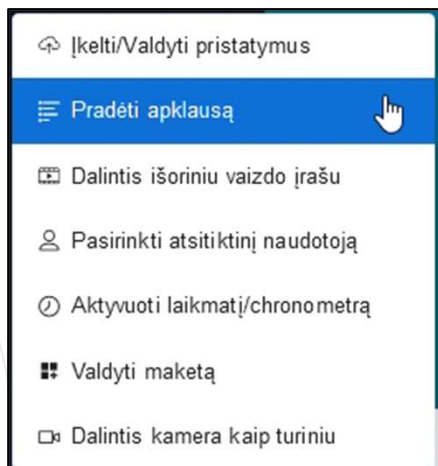 Įkelti/Valdyti pristatymus
Pradėti apklausą
Dalintis išoriniu vaizdo įrašu
Pasirinkti atsitiktinį naudotoją
Aktyvuoti laikmatį/chronometrą
Valdyti maketą
Dalintis kamera kaip turiniu